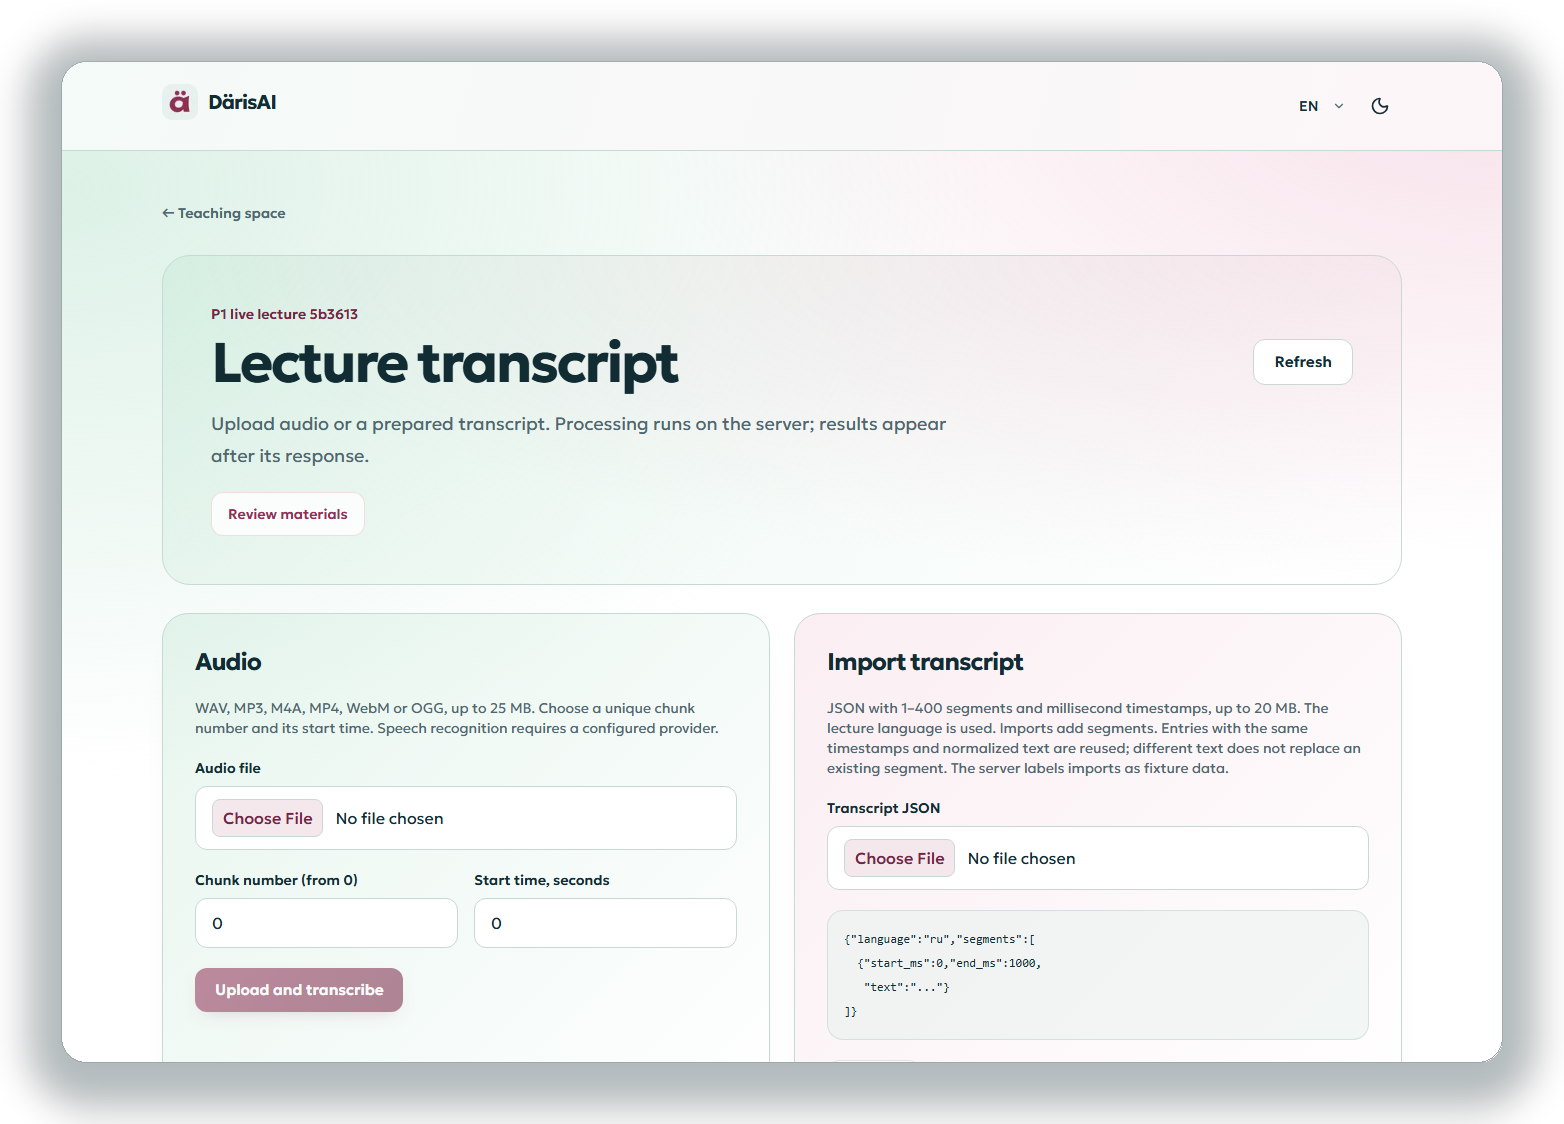 ä DärisAI
EN
← Teaching space
P1 live lecture 5b3613
Lecture transcript
Refresh
Upload audio or a prepared transcript. Processing runs on the server; results appear
after its response.
Review materials
Audio
WAV, MP3, M4A, MP4, WebM or OGG, up to 25 MB. Choose a unique chunk
number and its start time. Speech recognition requires a configured provider.
Audio file
Choose File No file chosen
Chunk number (from 0) Start time, seconds
0 0
Upload and transcribe
Import transcript
JSON with 1–400 segments and millisecond timestamps, up to 20 MB. The
lecture language is used. Imports add segments. Entries with the same
timestamps and normalized text are reused; different text does not replace an
existing segment. The server labels imports as fixture data.
Transcript JSON
Choose File No file chosen
{"language":"ru","segments":[
{"start_ms":0,"end_ms":1000,
"text":"..."}
]}